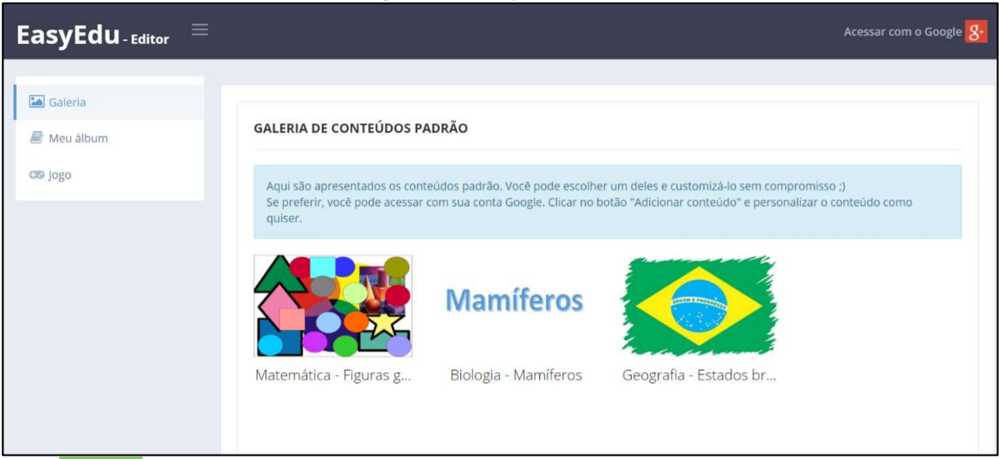 EasyEdu - Editor
Acessar com o Google g+
Galeria
Meu álbum
Jogo
GALERIA DE CONTEÚDOS PADRÃO
Aqui são apresentados os conteúdos padrão. Você pode escolher um deles e customizá-lo sem compromisso ;)
Se preferir, você pode acessar com sua conta Google. Clicar no botão "Adicionar conteúdo" e personalizar o conteúdo como
quiser.
Mamíferos
ORDEM E PROGRESSO
Matemática - Figuras g...
Biologia - Mamíferos
Geografia - Estados br...